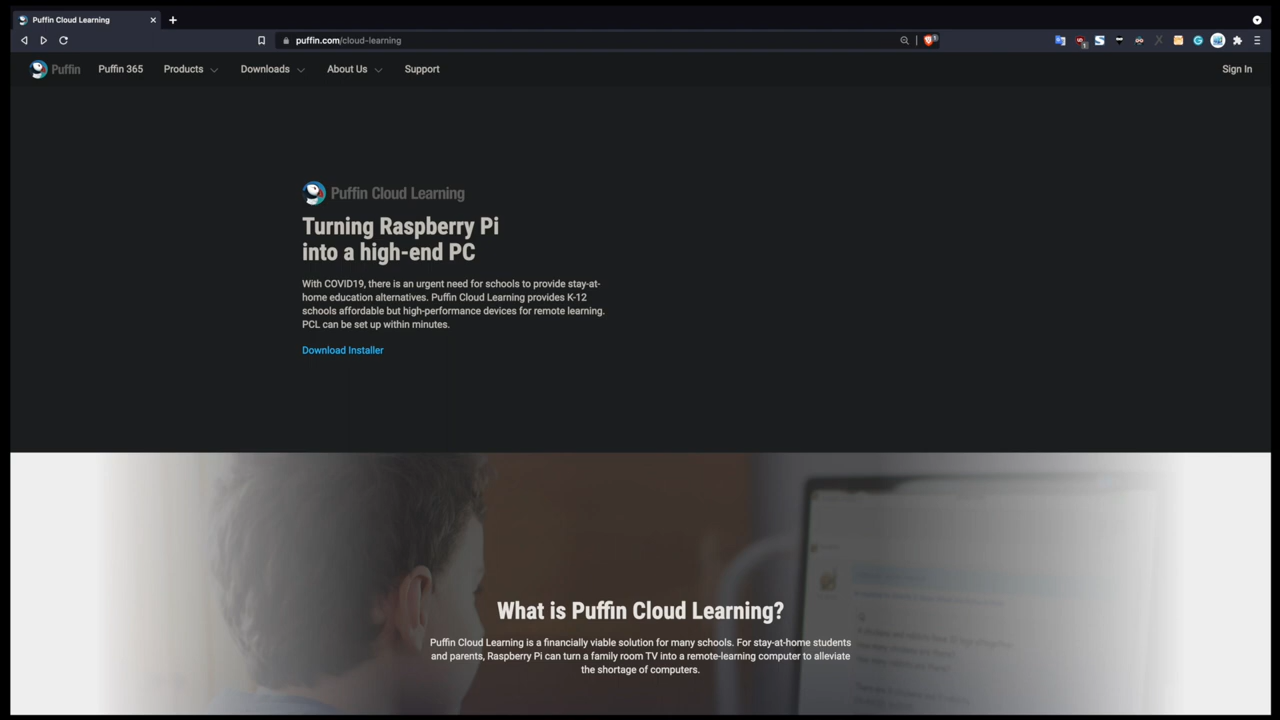 Puffin Cloud Learning
puffin.com/cloud-learning
Puffin
Puffin 365
Products
Downloads
About Us
Support
Sign In
Puffin Cloud Learning
Turning Raspberry Pi
into a high-end PC
With COVID19, there is an urgent need for schools to provide stay-at-
home education alternatives. Puffin Cloud Learning provides K-12
schools affordable but high-performance devices for remote learning.
PCL can be set up within minutes.
Download Installer
What is Puffin Cloud Learning?
Puffin Cloud Learning is a financially viable solution for many schools. For stay-at-home students
and parents, Raspberry Pi can turn a family room TV into a remote-learning computer to alleviate
the shortage of computers.